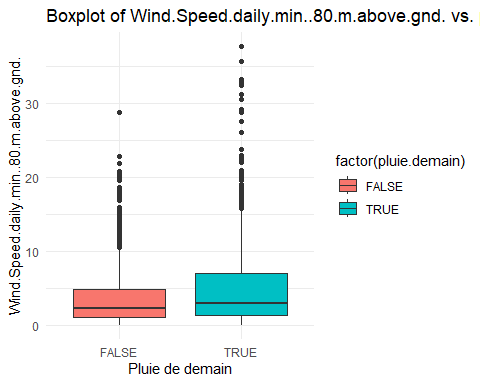 Boxplot of Wind.Speed.daily.min..80.m.above.gnd. vs.
Wind.Speed.daily.min..80.m.above.gnd.
30
20
10
0
FALSE TRUE
Pluie de demain
factor(pluie.demain)
FALSE
TRUE